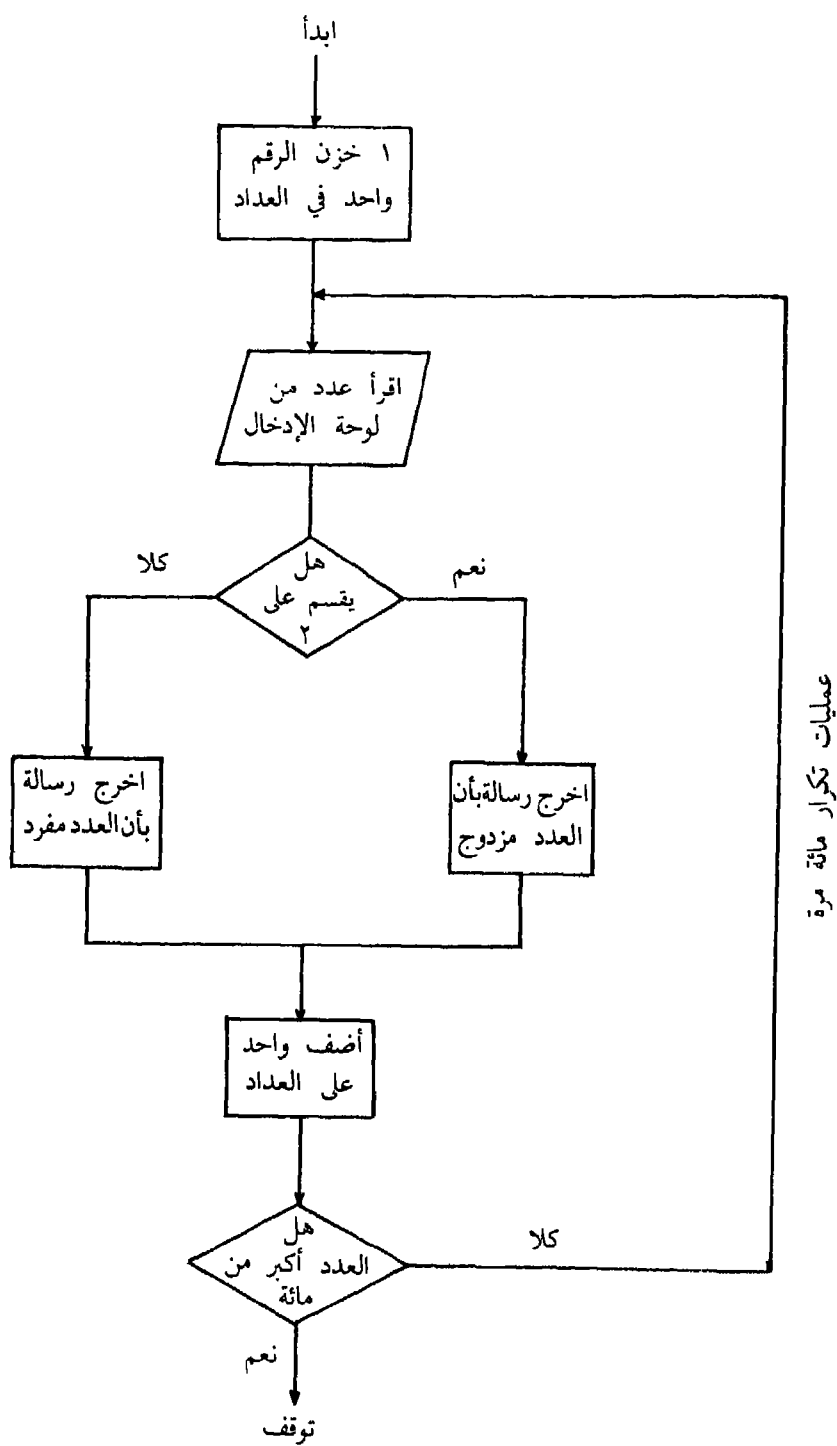 ابدأ
١ خزن الرقم
واحد في العداد
اقرأ عدد من
لوحة الإدخال
هل
يقسم على
٢
نعم
كلا
اخرج رسالة بأن
العدد مزدوج
اخرج رسالة
بأن العدد مفرد
أضف واحد
على العداد
هل
العدد أكبر من
مائة
كلا
نعم
توقف
عمليات تكرار مائة مرة